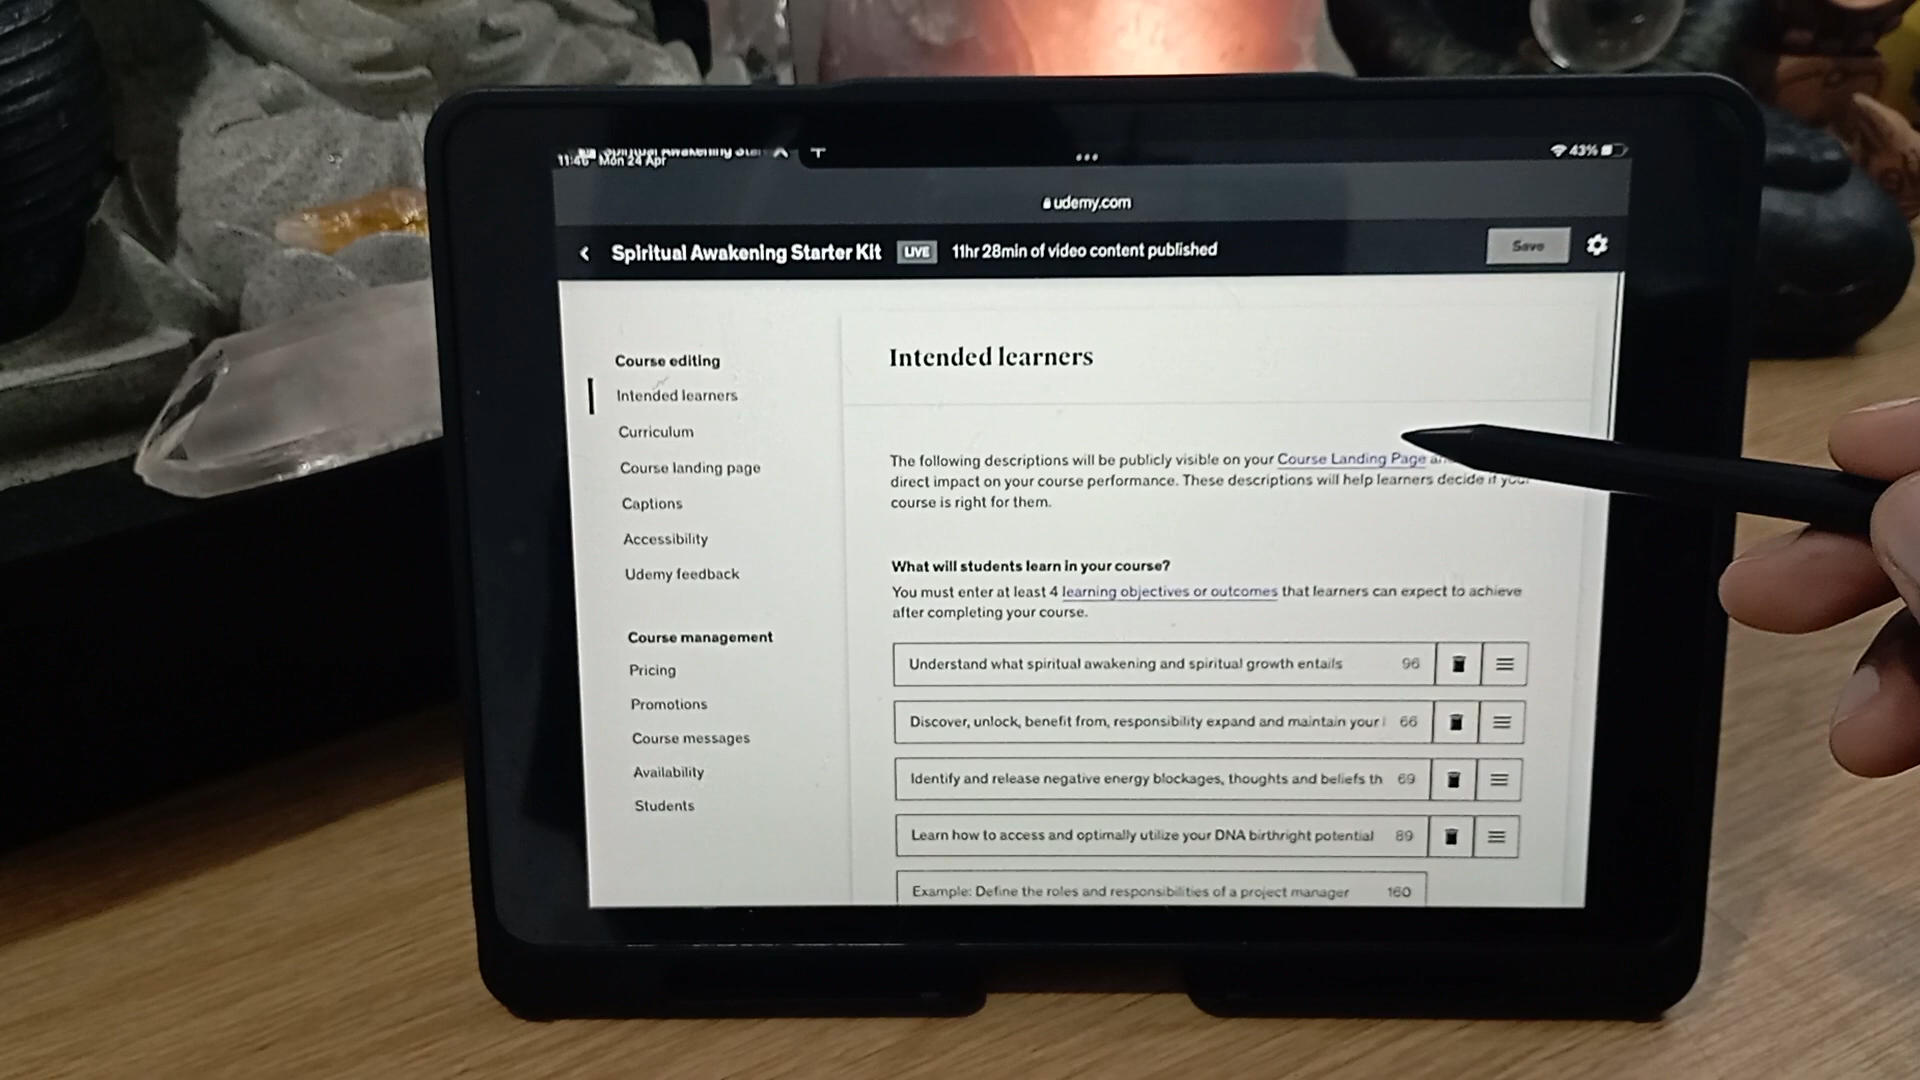 11:46 Mon 24 Apr
Spiritual Awakening
43%
udemy.com
Spiritual Awakening Starter Kit LIVE 11hr 28min of video content published Save
Course editing
Intended learners
Curriculum
Course landing page
Captions
Accessibility
Udemy feedback
Course management
Pricing
Promotions
Course messages
Availability
Students
Intended learners
The following descriptions will be publicly visible on your Course Landing Page
direct impact on your course performance. These descriptions will help learners decide if your
course is right for them.
What will students learn in your course?
You must enter at least 4 learning objectives or outcomes that learners can expect to achieve
after completing your course.
Understand what spiritual awakening and spiritual growth entails 96
Discover, unlock, benefit from, responsibility expand and maintain your 66
Identify and release negative energy blockages, thoughts and beliefs th 69
Learn how to access and optimally utilize your DNA birthright potential 89
Example: Define the roles and responsibilities of a project manager 160